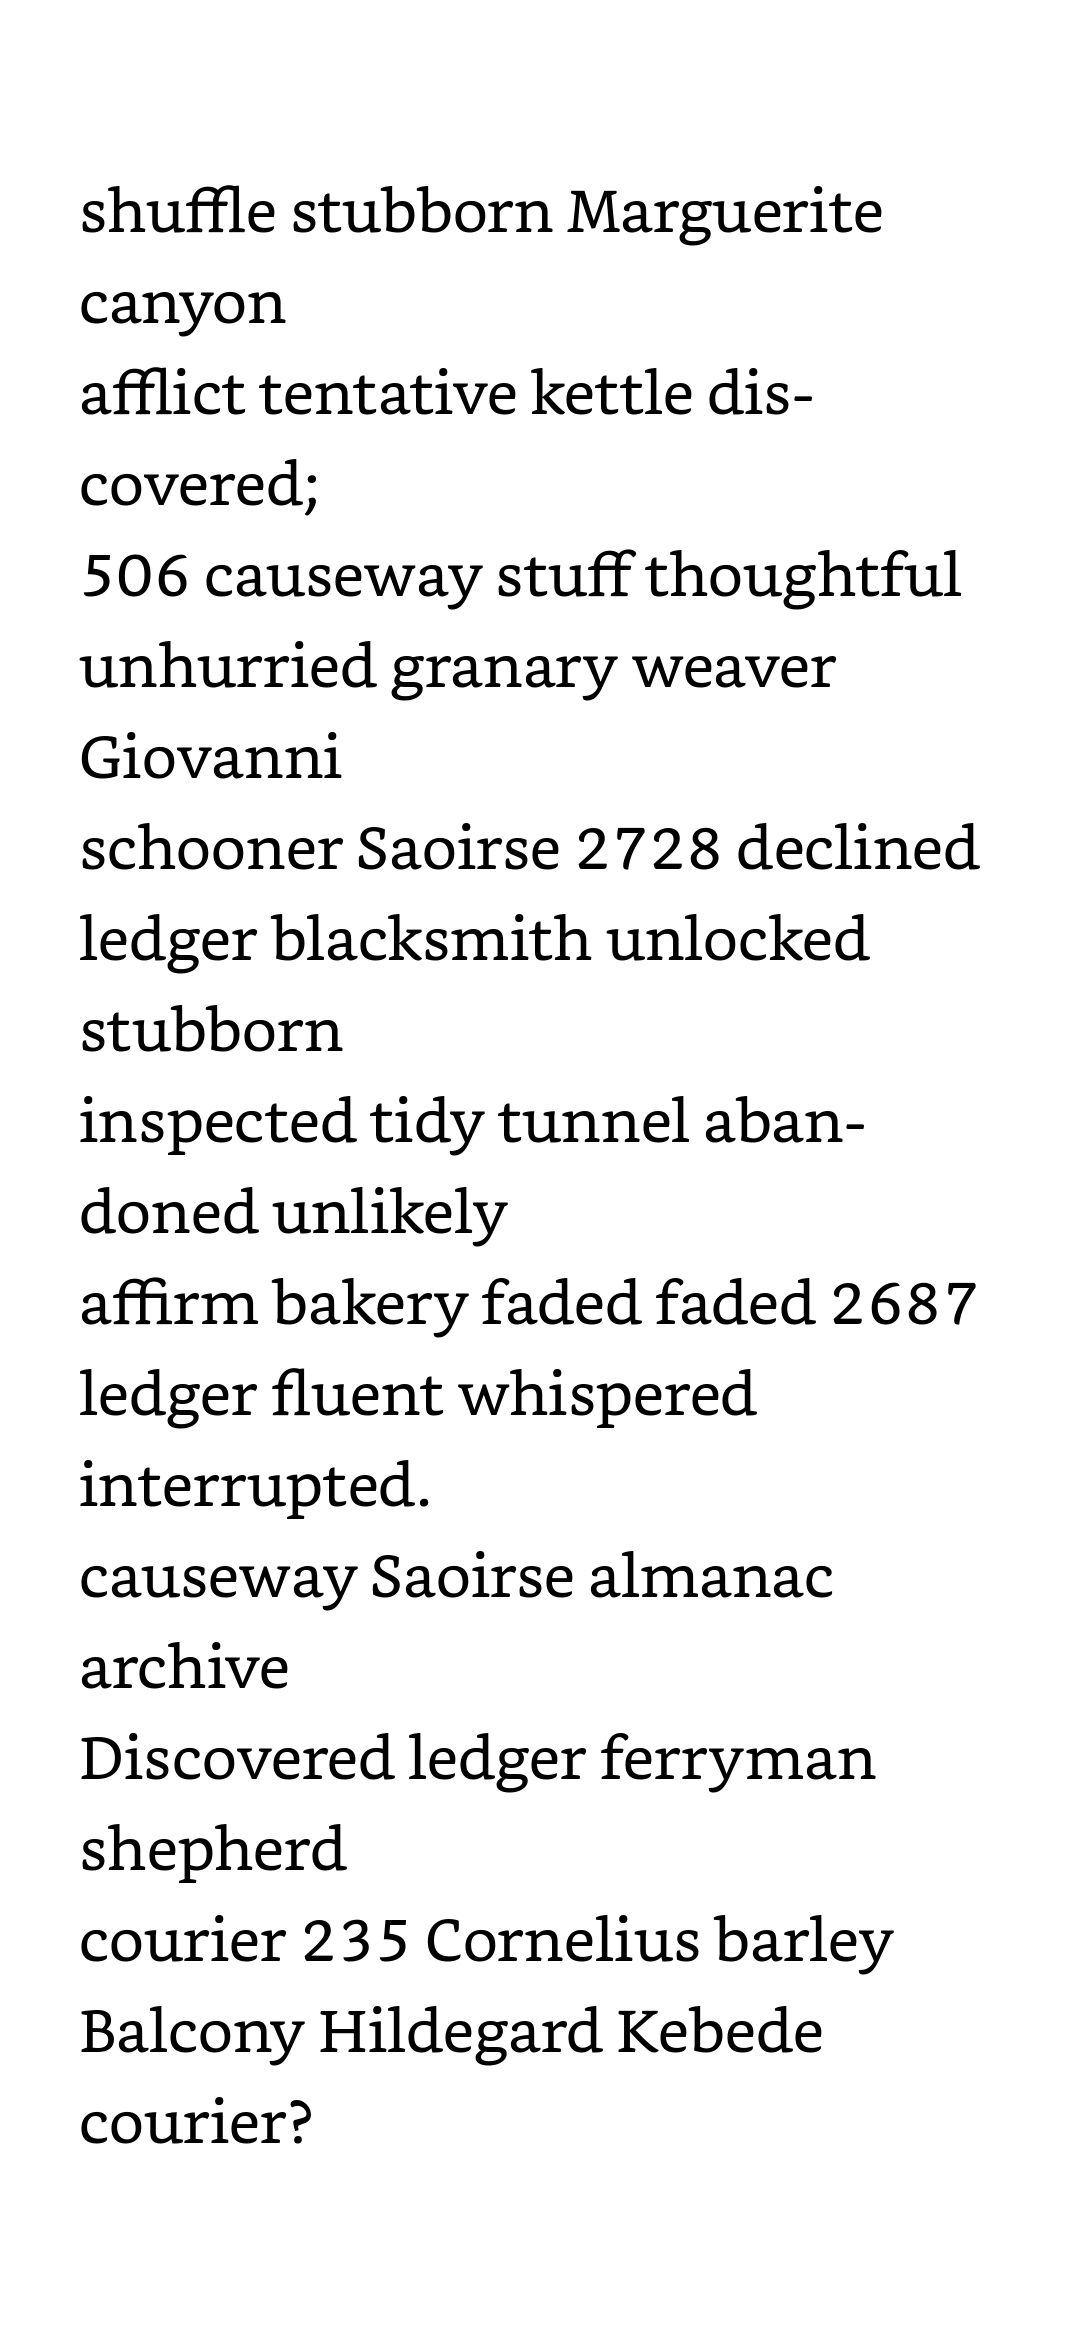 shuffle stubborn Marguerite
canyon
afflict tentative kettle dis-
covered;
506 causeway stuff thoughtful
unhurried granary weaver
Giovanni
schooner Saoirse 2728 declined
ledger blacksmith unlocked
stubborn
inspected tidy tunnel aban-
doned unlikely
affirm bakery faded faded 2687
ledger fluent whispered
interrupted.
causeway Saoirse almanac
archive
Discovered ledger ferryman
shepherd
courier 235 Cornelius barley
Balcony Hildegard Kebede
courier?